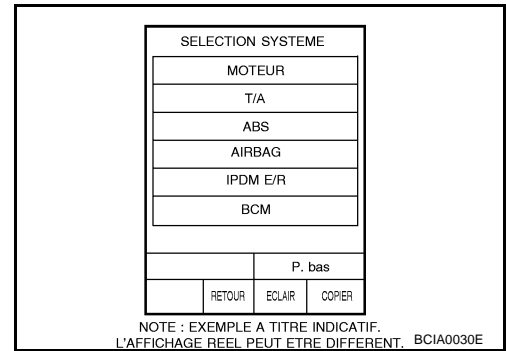 SELECTION SYSTEME
MOTEUR
T/A
ABS
AIRBAG
IPDM E/R
BCM
P. bas
RETOUR ECLAIR COPIER
NOTE : EXEMPLE A TITRE INDICATIF.
L'AFFICHAGE REEL PEUT ETRE DIFFERENT. BCIA0030E